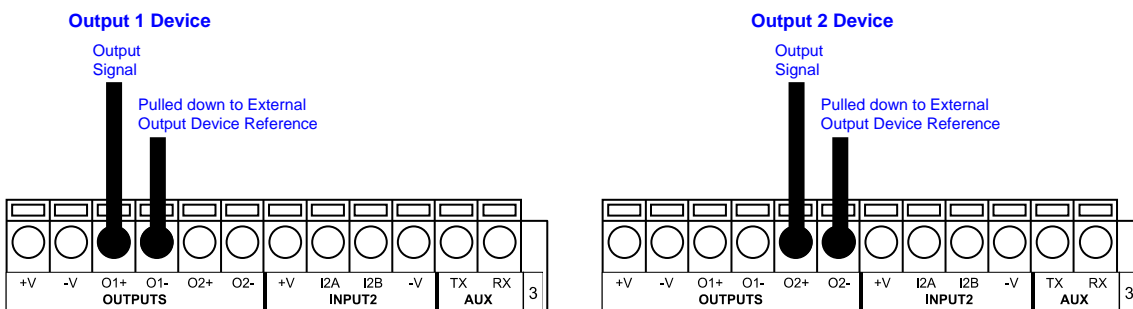 Output 1 Device
Output
Signal
Pulled down to External
Output Device Reference
+V -V O1+ O1- O2+ O2- +V I2A I2B -V TX RX 3
OUTPUTS INPUT2 AUX
Output 2 Device
Output
Signal
Pulled down to External
Output Device Reference
+V -V O1+ O1- O2+ O2- +V I2A I2B -V TX RX 3
OUTPUTS INPUT2 AUX